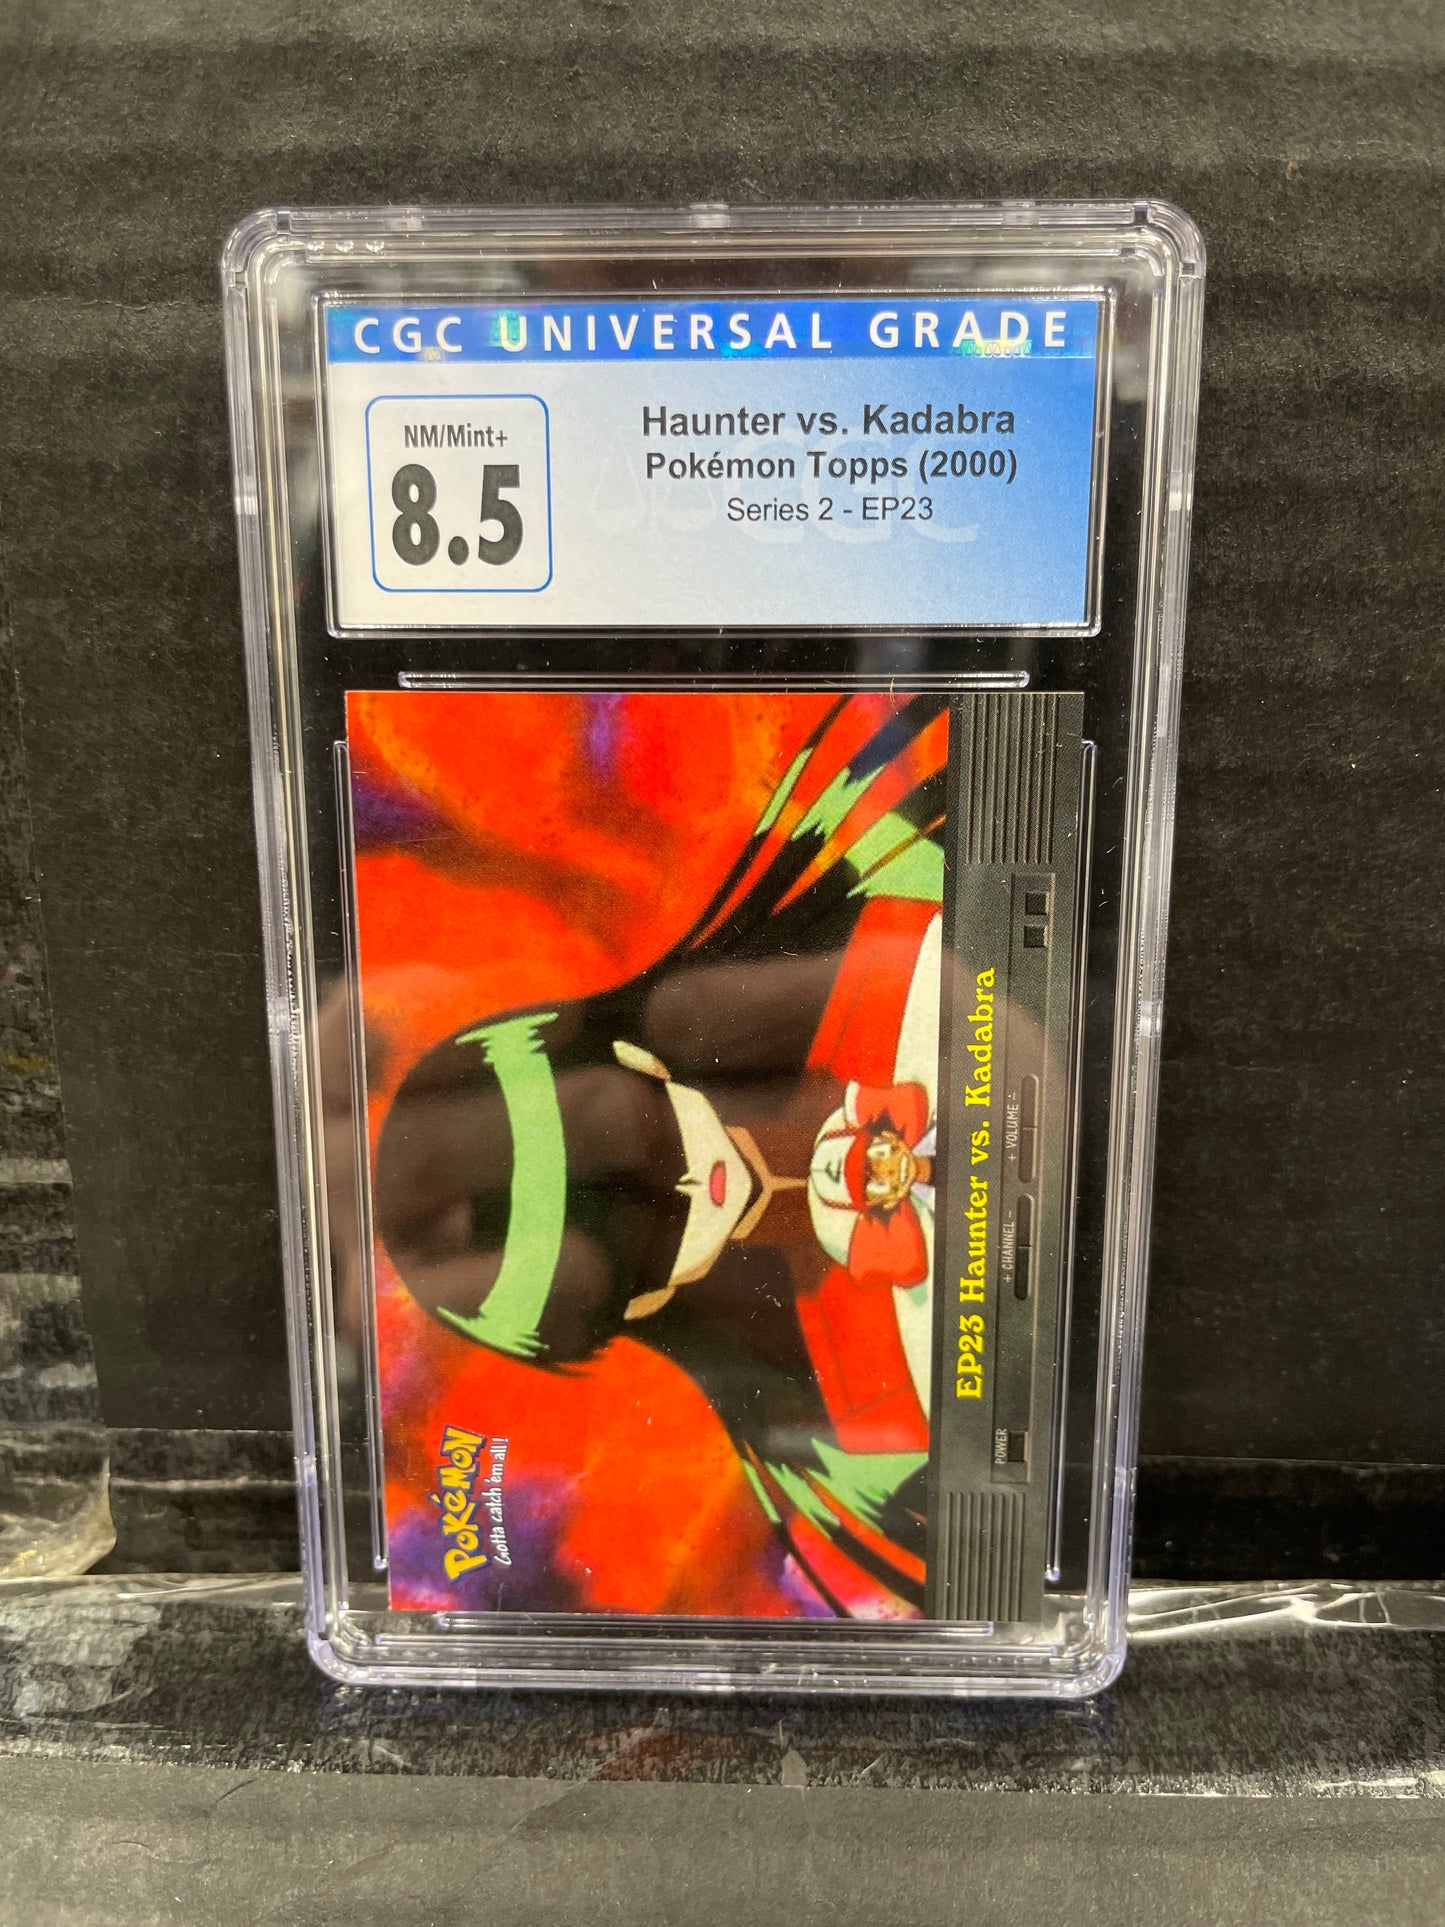 CGC UNIVERSAL GRADE
NM/Mint+
8.5
Haunter vs. Kadabra
Pokémon Topps (2000)
Series 2 - EP23
CGC
POKéMON
Gotta catch 'em all!
EP23 Haunter vs. Kadabra
POWER
+ CHANNEL -
+ VOLUME -